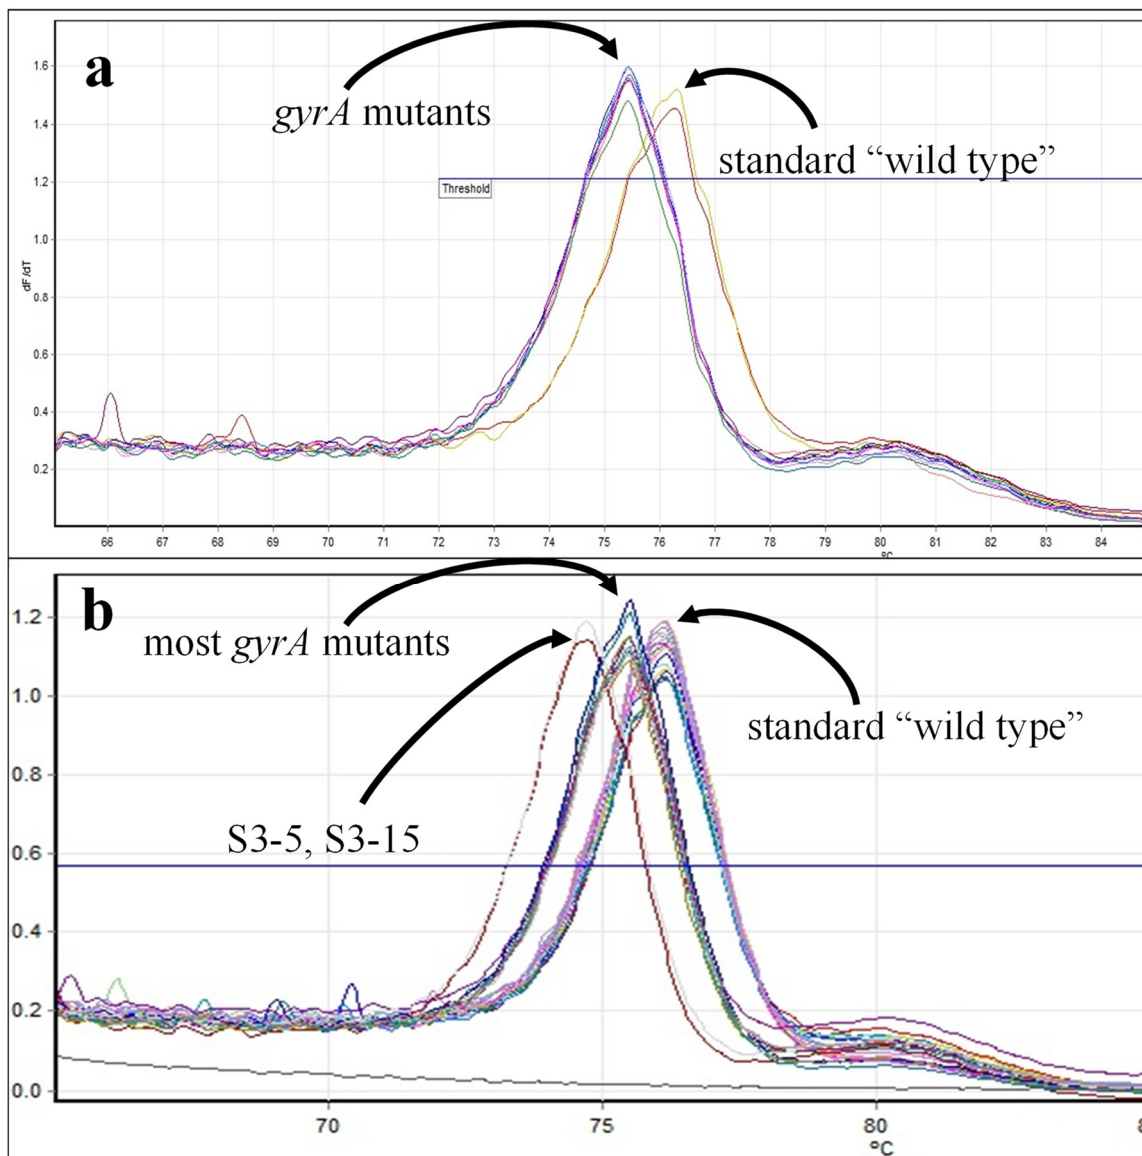 a
gyrA mutants
standard “wild type”
Threshold
dF/dT
1.6
1.4
1.2
1.0
0.8
0.6
0.4
0.2
66 67 68 69 70 71 72 73 74 75 76 77 78 79 80 81 82 83 84
°C
b
most gyrA mutants
standard “wild type”
S3-5, S3-15
1.2
1.0
0.8
0.6
0.4
0.2
0.0
70 75 80
°C